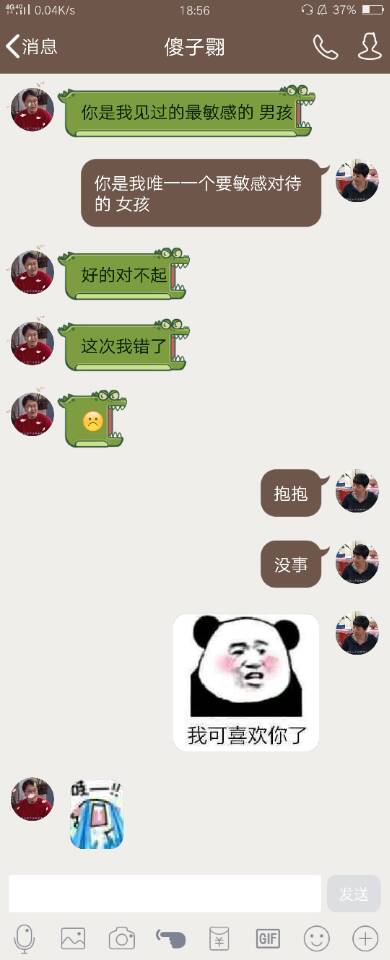 4G 4G 0.04K/s 18:56 37%
消息 傻子翾
你是我见过的最敏感的 男孩
你是我唯一一个要敏感对待
的 女孩
好的对不起
这次我错了
抱抱
没事
我可喜欢你了
哇—!!
发送
GIF